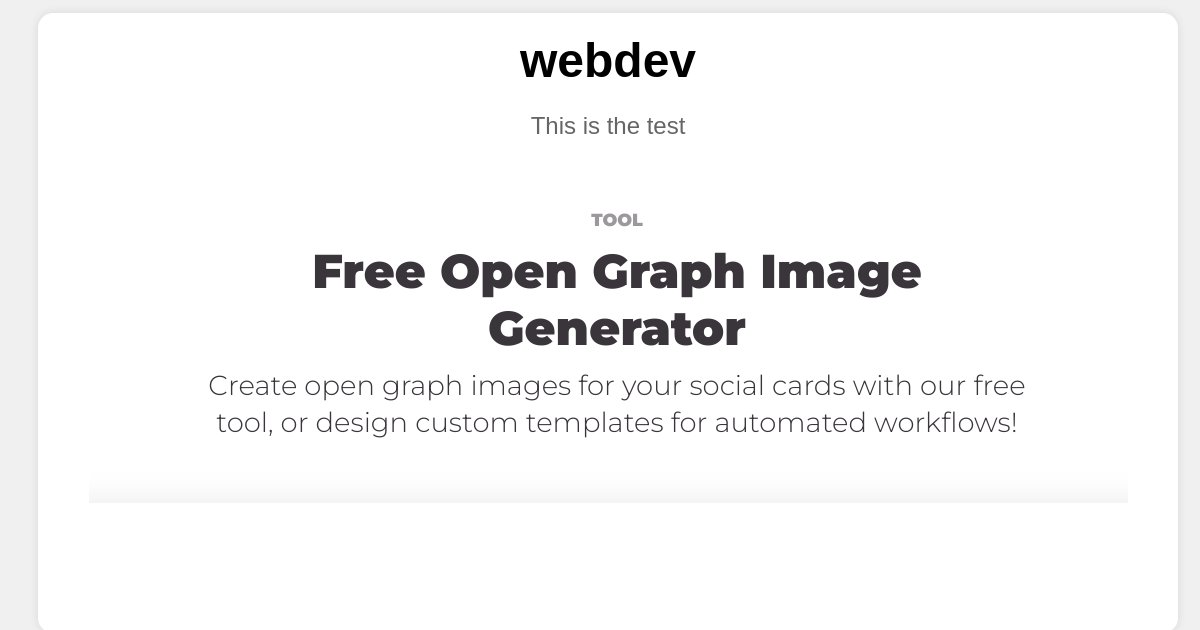 webdev
This is the test
TOOL
Free Open Graph Image
Generator
Create open graph images for your social cards with our free
tool, or design custom templates for automated workflows!